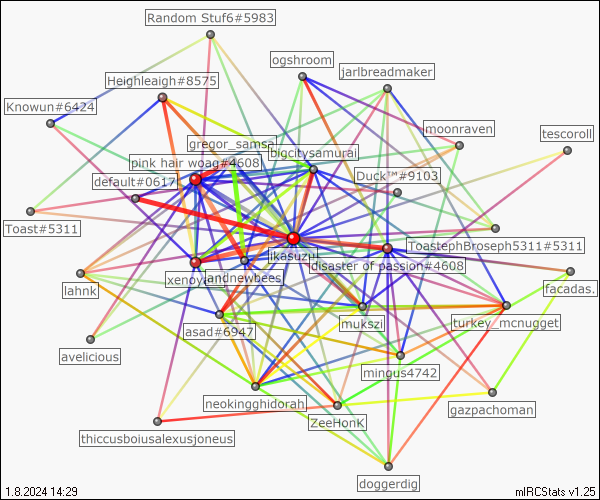 Random Stuf6#5983
ogshroom
Heighleaigh#8575
jarlbreadmaker
Knowun#6424
moonraven
tescoroll
gregor_samsa
bigcitysamurai
pink hair woag#4608
Duck™#9103
default#0617
Toast#5311
ToastephBroseph5311#5311
ikasuzu
disaster of passion#4608
xenoy
andnewbees
facadas.
lahnk
mukszi
turkey_mcnugget
asad#6947
avelicious
mingus4742
neokingghidorah
gazpachoman
ZeeHonK
thiccusboiusalexusjoneus
doggerdig
1.8.2024 14:29
mIRCStats v1.25